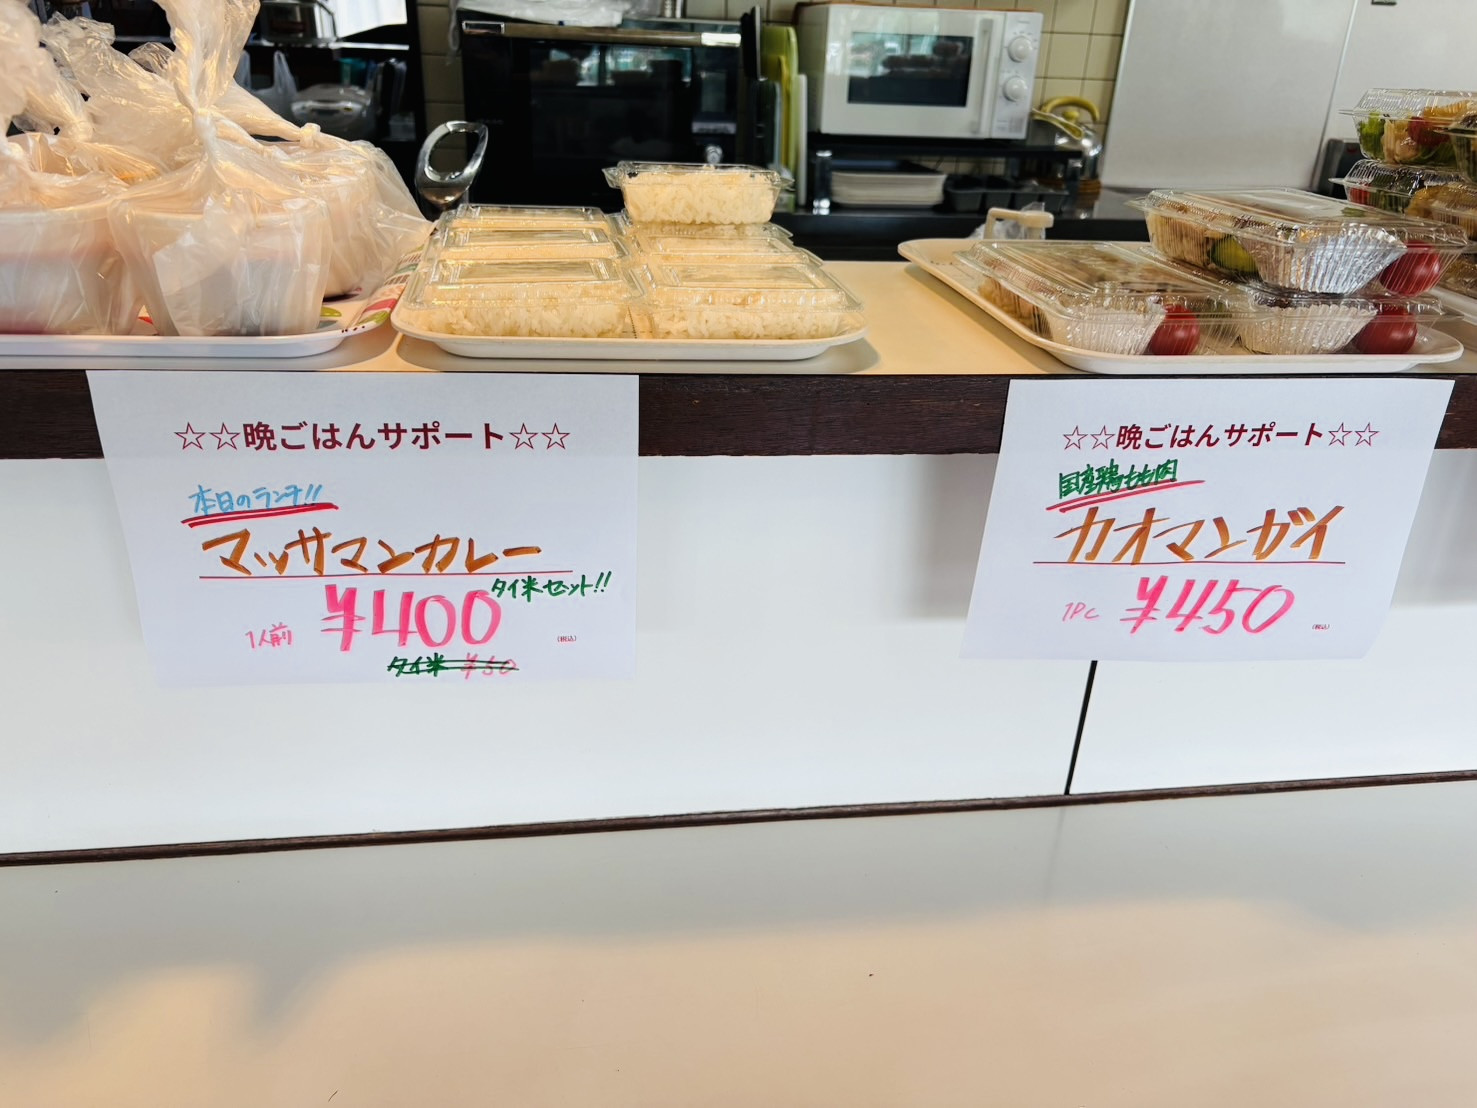 ☆☆晩ごはんサポート☆☆
本日のランチ!!
マッサマンカレー
タイ米セット!!
1人前 ¥400 (税込)
タイ米 ¥50
☆☆晩ごはんサポート☆☆
国産鶏もも肉
カオマンガイ
1Pc ¥450 (税込)